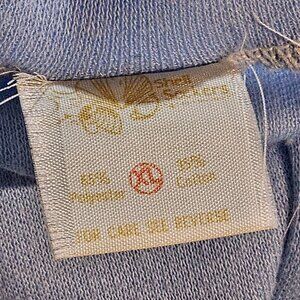 65%
Polyester
XL
35%
Cotton
FOR CARE SEE REVERSE